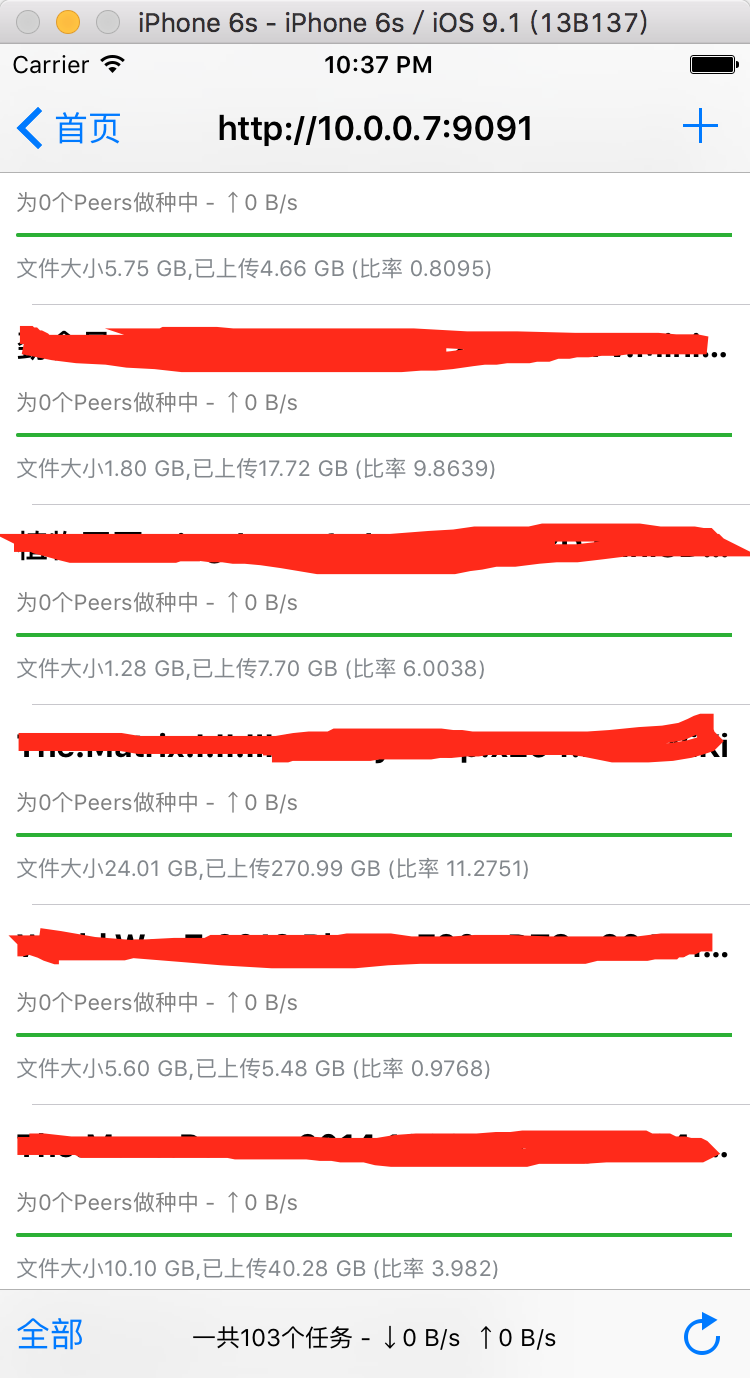 iPhone 6s - iPhone 6s / iOS 9.1 (13B137)
Carrier 10:37 PM
首页 http://10.0.0.7:9091
为0个Peers做种中 - ↑0 B/s
文件大小5.75 GB,已上传4.66 GB (比率 0.8095)
为0个Peers做种中 - ↑0 B/s
文件大小1.80 GB,已上传17.72 GB (比率 9.8639)
为0个Peers做种中 - ↑0 B/s
文件大小1.28 GB,已上传7.70 GB (比率 6.0038)
为0个Peers做种中 - ↑0 B/s
文件大小24.01 GB,已上传270.99 GB (比率 11.2751)
为0个Peers做种中 - ↑0 B/s
文件大小5.60 GB,已上传5.48 GB (比率 0.9768)
为0个Peers做种中 - ↑0 B/s
文件大小10.10 GB,已上传40.28 GB (比率 3.982)
全部 一共103个任务 - ↓0 B/s ↑0 B/s